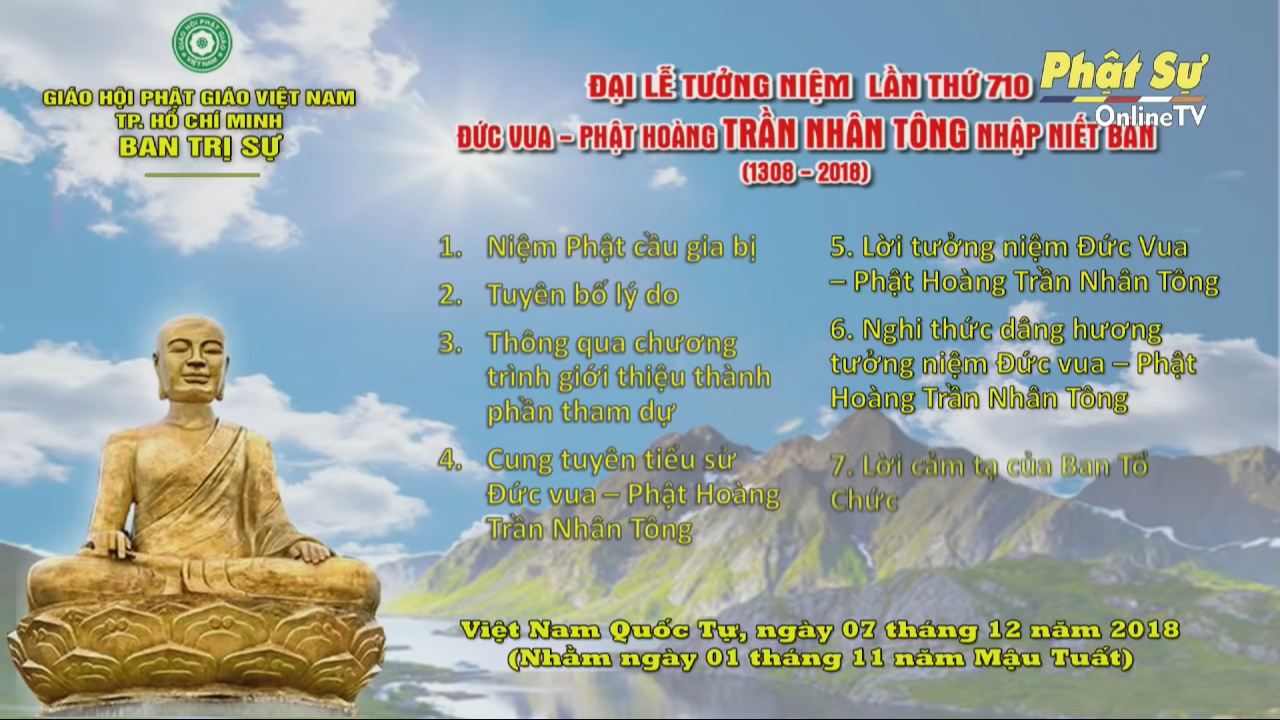 GIÁO HỘI PHẬT GIÁO
VIỆT NAM
GIÁO HỘI PHẬT GIÁO VIỆT NAM
TP. HỒ CHÍ MINH
BAN TRỊ SỰ
ĐẠI LỄ TƯỞNG NIỆM LẦN THỨ 710
ĐỨC VUA – PHẬT HOÀNG TRẦN NHÂN TÔNG NHẬP NIẾT BÀN
(1308 – 2018)
Phật Sự
OnlineTV
1. Niệm Phật cầu gia bị
2. Tuyên bố lý do
3. Thông qua chương
trình giới thiệu thành
phần tham dự
4. Cung tuyên tiểu sử
Đức vua – Phật Hoàng
Trần Nhân Tông
5. Lời tưởng niệm Đức Vua
– Phật Hoàng Trần Nhân Tông
6. Nghi thức dâng hương
tưởng niệm Đức vua – Phật
Hoàng Trần Nhân Tông
7. Lời cảm tạ của Ban Tổ
Chức
Việt Nam Quốc Tự, ngày 07 tháng 12 năm 2018
(Nhằm ngày 01 tháng 11 năm Mậu Tuất)